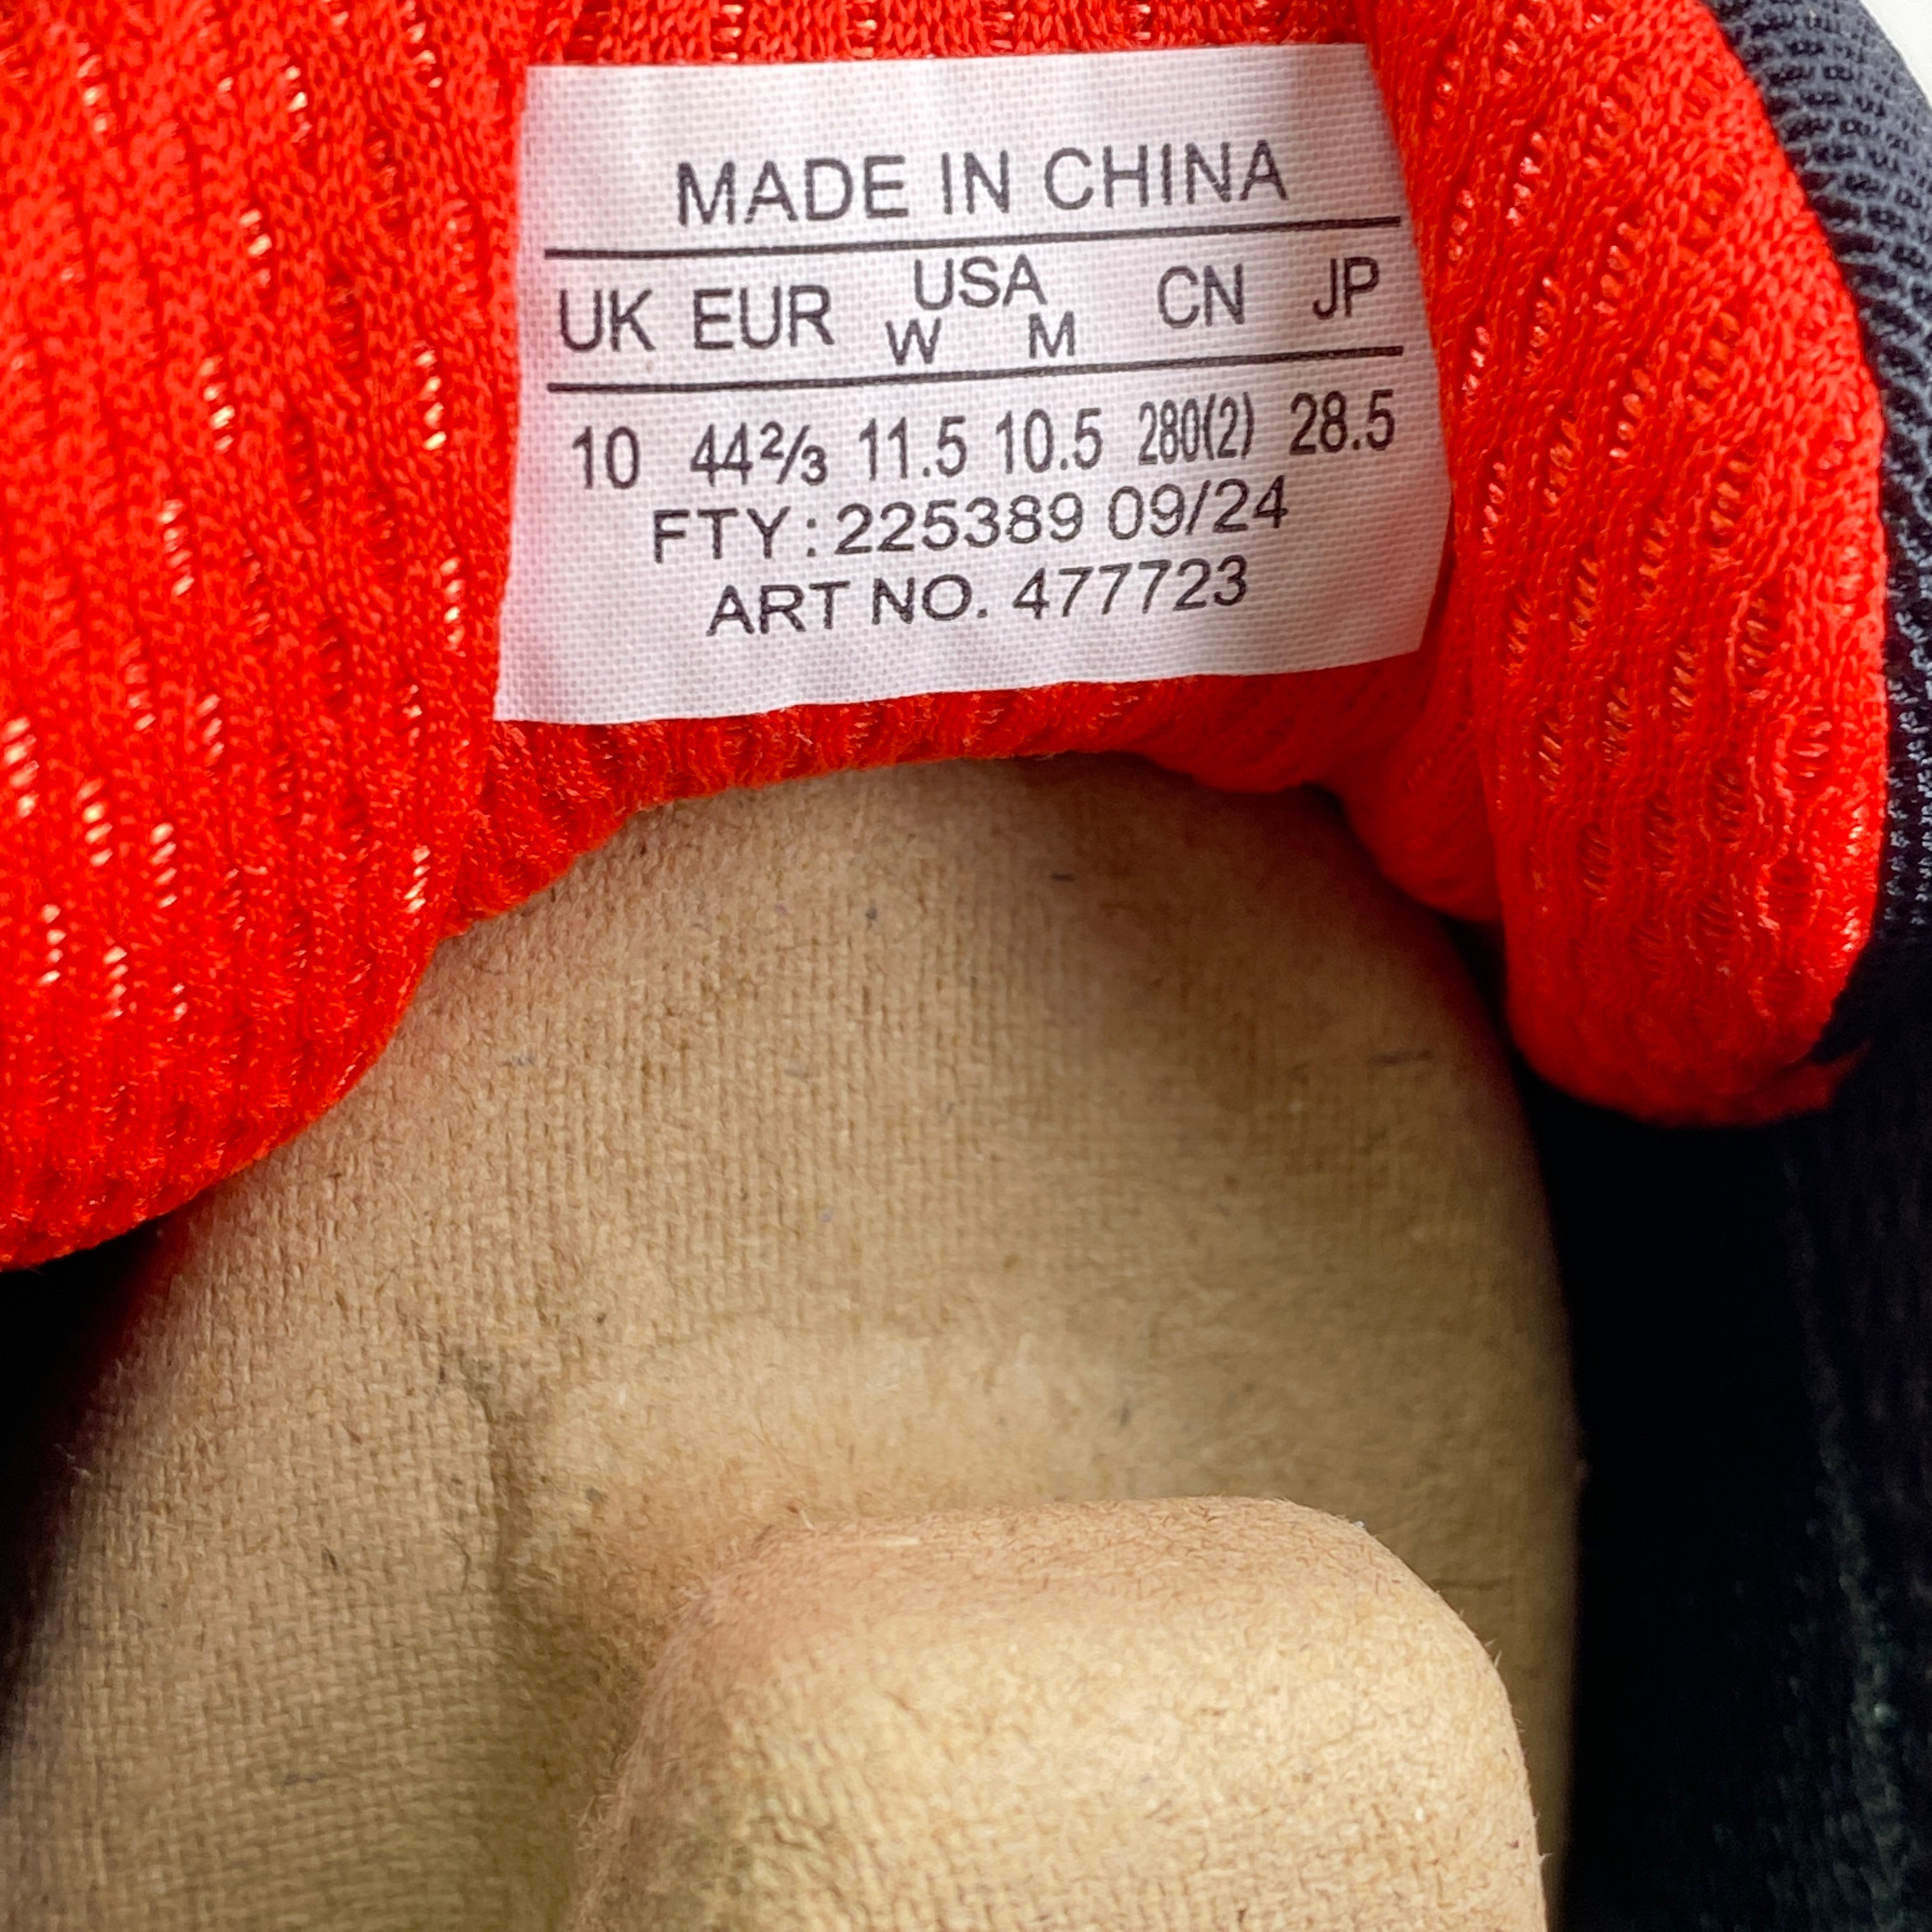 MADE IN CHINA
UK EUR USA CN JP
W M
10 44⅔ 11.5 10.5 280(2) 28.5
FTY: 225389 09/24
ART NO. 477723